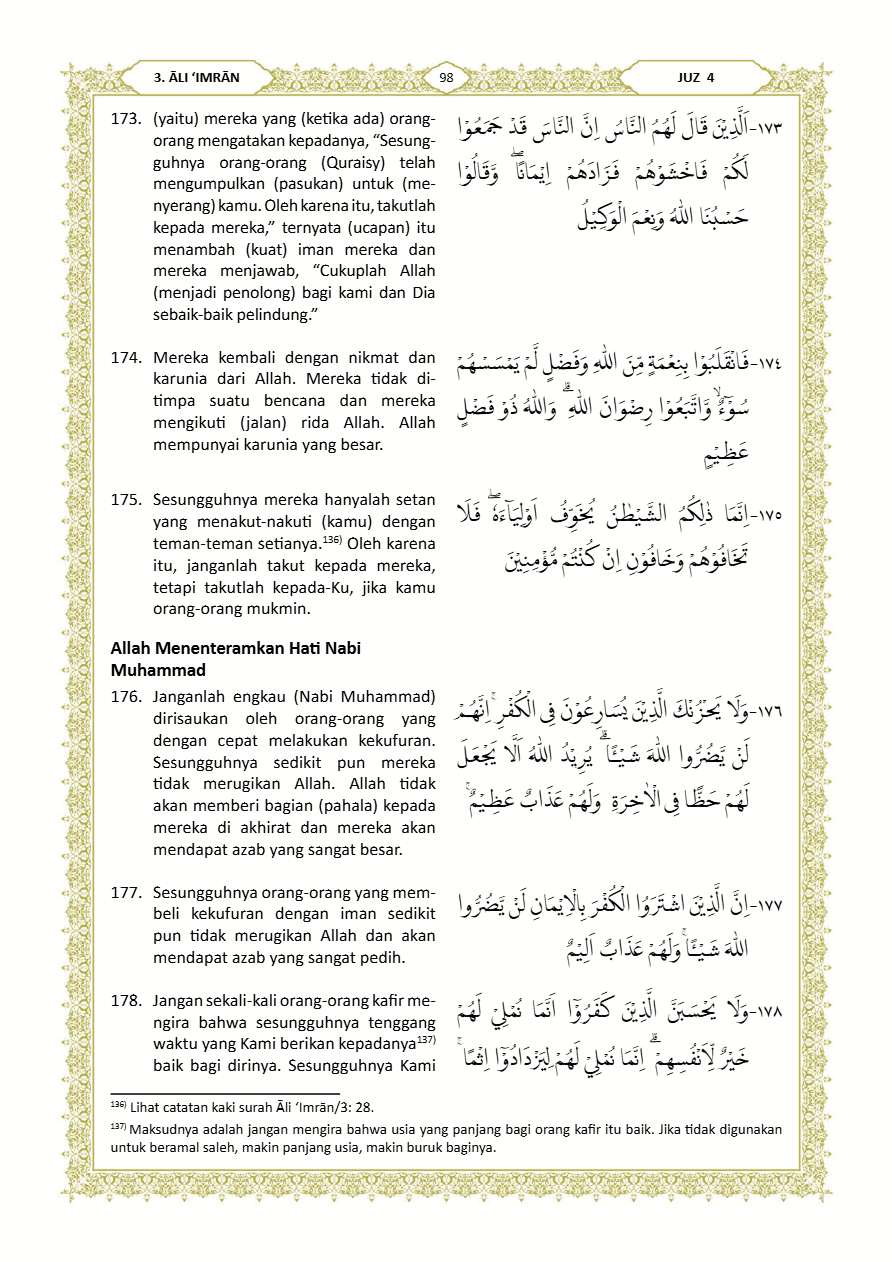 3. ĀLI ‘IMRĀN
98
JUZ 4
173. (yaitu) mereka yang (ketika ada) orang-
orang mengatakan kepadanya, “Sesung-
guhnya orang-orang (Quraisy) telah
mengumpulkan (pasukan) untuk (me-
nyerang) kamu. Oleh karena itu, takutlah
kepada mereka,” ternyata (ucapan) itu
menambah (kuat) iman mereka dan
mereka menjawab, “Cukuplah Allah
(menjadi penolong) bagi kami dan Dia
sebaik-baik pelindung.”
١٧٣-اَلَّذِيْنَ قَالَ لَهُمُ النَّاسُ اِنَّ النَّاسَ قَدْ جَمَعُوْا
لَكُمْ فَاخْشَوْهُمْ فَزَادَهُمْ اِيْمَانًاۖ وَّقَالُوْا
حَسْبُنَا اللّٰهُ وَنِعْمَ الْوَكِيْلُ
174. Mereka kembali dengan nikmat dan
karunia dari Allah. Mereka tidak di-
timpa suatu bencana dan mereka
mengikuti (jalan) rida Allah. Allah
mempunyai karunia yang besar.
١٧٤-فَانْقَلَبُوْا بِنِعْمَةٍ مِّنَ اللّٰهِ وَفَضْلٍ لَّمْ يَمْسَسْهُمْ
سُوْۤءٌۙ وَّاتَّبَعُوْا رِضْوَانَ اللّٰهِۗ وَاللّٰهُ ذُوْ فَضْلٍ
عَظِيْمٍ
175. Sesungguhnya mereka hanyalah setan
yang menakut-nakuti (kamu) dengan
teman-teman setianya.136) Oleh karena
itu, janganlah takut kepada mereka,
tetapi takutlah kepada-Ku, jika kamu
orang-orang mukmin.
١٧٥-اِنَّمَا ذٰلِكُمُ الشَّيْطٰنُ يُخَوِّفُ اَوْلِيَاۤءَهٗۖ فَلَا
تَخَافُوْهُمْ وَخَافُوْنِ اِنْ كُنْتُمْ مُّؤْمِنِيْنَ
Allah Menenteramkan Hati Nabi
Muhammad
176. Janganlah engkau (Nabi Muhammad)
dirisaukan oleh orang-orang yang
dengan cepat melakukan kekufuran.
Sesungguhnya sedikit pun mereka
tidak merugikan Allah. Allah tidak
akan memberi bagian (pahala) kepada
mereka di akhirat dan mereka akan
mendapat azab yang sangat besar.
١٧٦-وَلَا يَحْزُنْكَ الَّذِيْنَ يُسَارِعُوْنَ فِى الْكُفْرِۚ اِنَّهُمْ
لَنْ يَّضُرُّوا اللّٰهَ شَيْـًٔاۗ يُرِيْدُ اللّٰهُ اَلَّا يَجْعَلَ
لَهُمْ حَظًّا فِى الْاٰخِرَةِ وَلَهُمْ عَذَابٌ عَظِيْمٌۚ
177. Sesungguhnya orang-orang yang mem-
beli kekufuran dengan iman sedikit
pun tidak merugikan Allah dan akan
mendapat azab yang sangat pedih.
١٧٧-اِنَّ الَّذِيْنَ اشْتَرَوُا الْكُفْرَ بِالْاِيْمَانِ لَنْ يَّضُرُّوا
اللّٰهَ شَيْـًٔاۚ وَلَهُمْ عَذَابٌ اَلِيْمٌ
178. Jangan sekali-kali orang-orang kafir me-
ngira bahwa sesungguhnya tenggang
waktu yang Kami berikan kepadanya137)
baik bagi dirinya. Sesungguhnya Kami
١٧٨-وَلَا يَحْسَبَنَّ الَّذِيْنَ كَفَرُوْٓا اَنَّمَا نُمْلِيْ لَهُمْ
خَيْرٌ لِّاَنْفُسِهِمْۗ اِنَّمَا نُمْلِيْ لَهُمْ لِيَزْدَادُوْٓا اِثْمًاۚ
136) Lihat catatan kaki surah Āli ‘Imrān/3: 28.
137) Maksudnya adalah jangan mengira bahwa usia yang panjang bagi orang kafir itu baik. Jika tidak digunakan
untuk beramal saleh, makin panjang usia, makin buruk baginya.